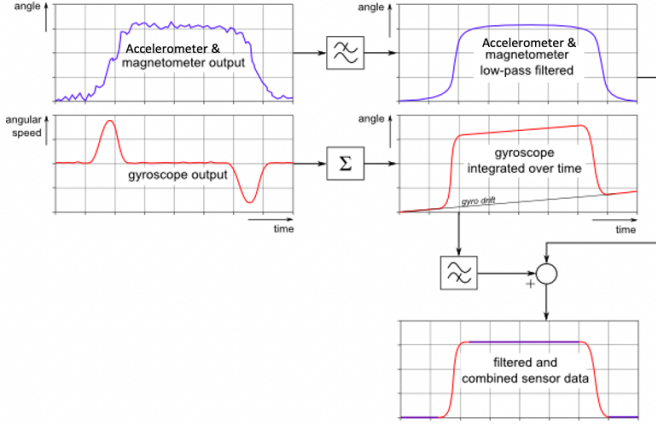 angle
Accelerometer &
magnetometer output
angle
Accelerometer &
magnetometer
low-pass filtered
angular
speed
gyroscope output
time
Σ
angle
gyroscope
integrated over time
gyro drift
time
+
filtered and
combined sensor data